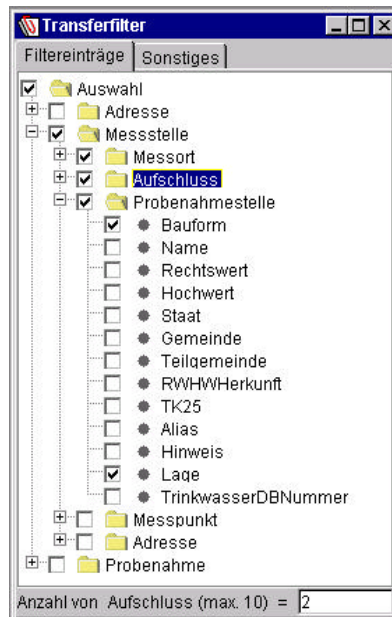 Transferfilter
Filtereinträge Sonstiges
Auswahl
Adresse
Messstelle
Messort
Aufschluss
Probenahmestelle
Bauform
Name
Rechtswert
Hochwert
Staat
Gemeinde
Teilgemeinde
RWHWHerkunft
TK25
Alias
Hinweis
Lage
TrinkwasserDBNummer
Messpunkt
Adresse
Probenahme
Anzahl von Aufschluss (max. 10) = 2